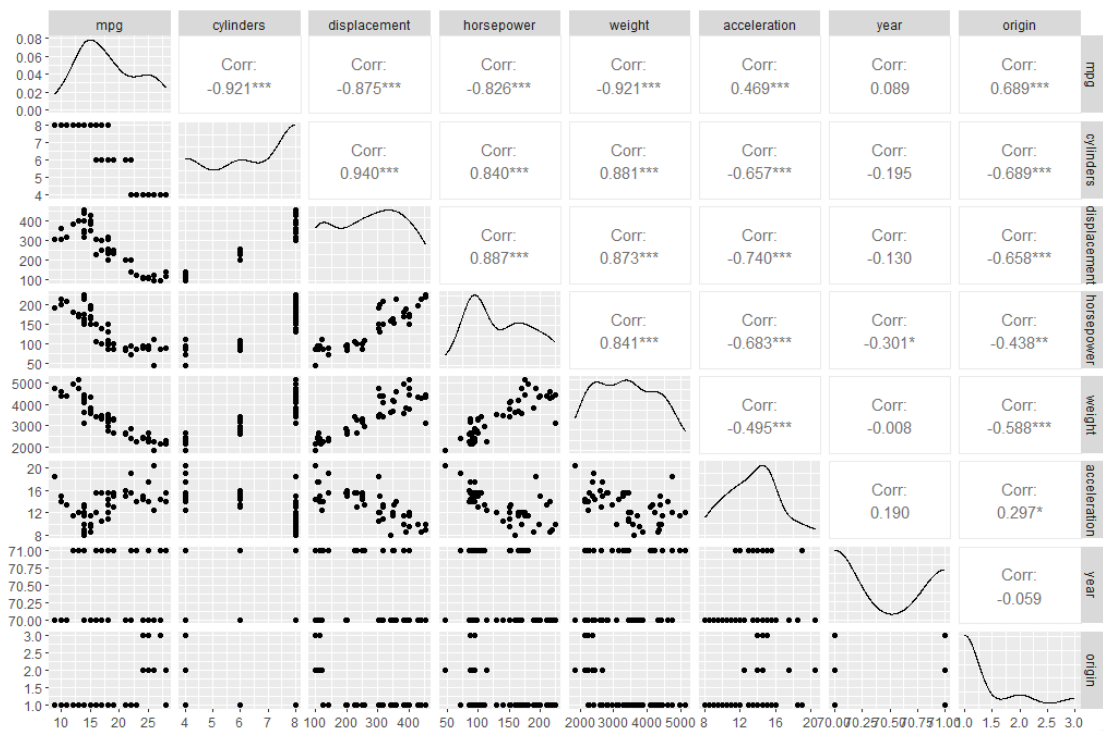 mpg cylinders displacement horsepower weight acceleration year origin
0.08
0.06
0.04
0.02
0.00
Corr: Corr: Corr: Corr: Corr: Corr: Corr:
-0.921*** -0.875*** -0.826*** -0.921*** 0.469*** 0.089 0.689***
mpg
8
7
6
5
4
Corr: Corr: Corr: Corr: Corr: Corr:
0.940*** 0.840*** 0.881*** -0.657*** -0.195 -0.689***
cylinders
400
300
200
100
Corr: Corr: Corr: Corr: Corr:
0.887*** 0.873*** -0.740*** -0.130 -0.658***
displacement
200
150
100
50
Corr: Corr: Corr: Corr:
0.841*** -0.683*** -0.301* -0.438**
horsepower
5000
4000
3000
2000
Corr: Corr: Corr:
-0.495*** -0.008 -0.588***
weight
20
16
12
8
Corr: Corr:
0.190 0.297*
acceleration
71.00
70.75
70.50
70.25
70.00
Corr:
-0.059
year
3.0
2.5
2.0
1.5
1.0
origin
10 15 20 25 4 5 6 7 8 100 200 300 400 50 100 150 200 2000 3000 4000 5000 8 12 16 20 70.00 70.25 70.50 70.75 71.00 1.0 1.5 2.0 2.5 3.0